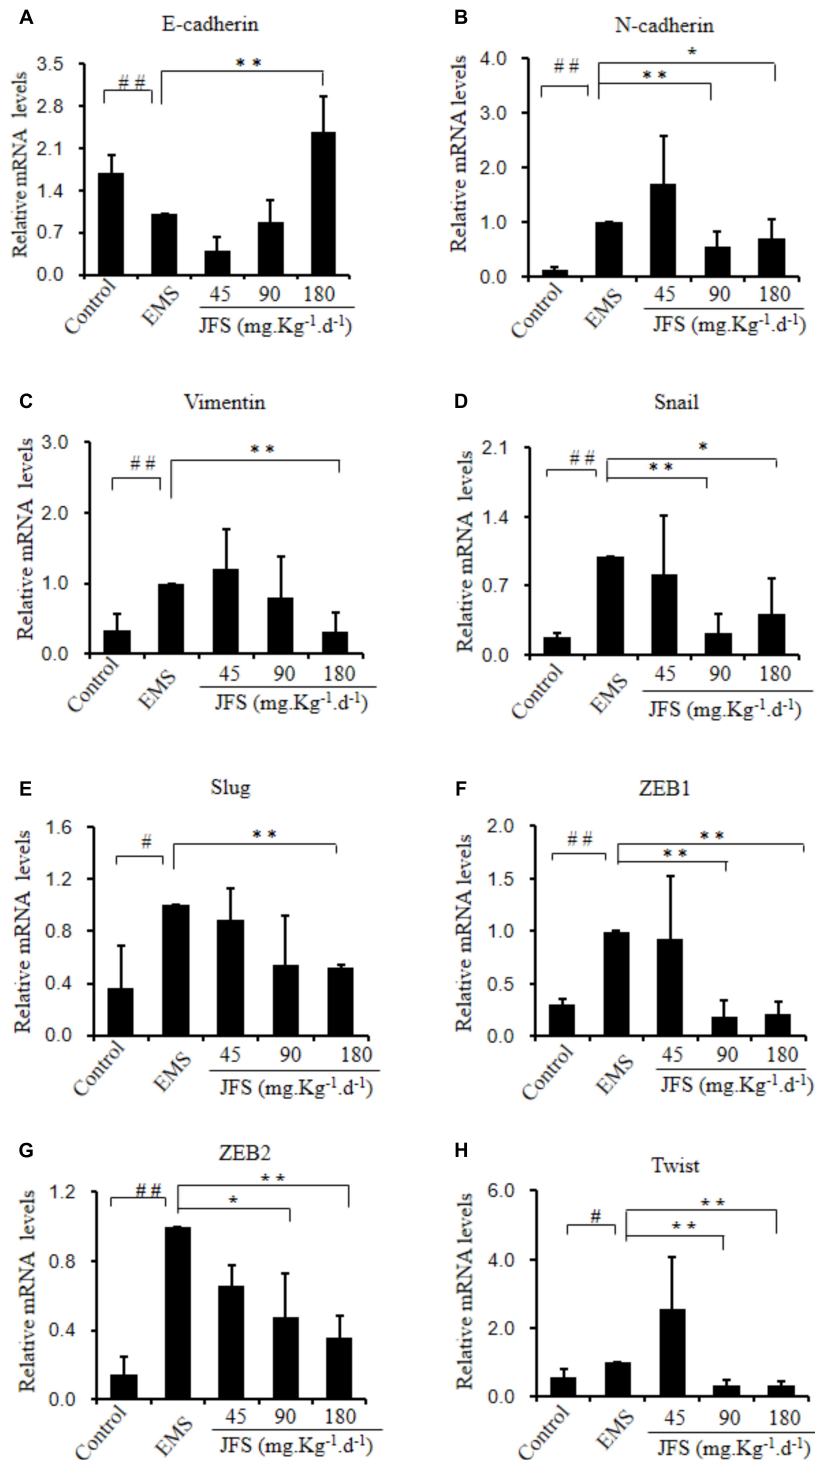 A
E-cadherin
Relative mRNA levels
3.5
2.8
2.1
1.4
0.7
0.0
# #
* *
Control
EMS
45 90 180
JFS (mg.Kg-1.d-1)
B
N-cadherin
Relative mRNA levels
4.0
3.0
2.0
1.0
0.0
# #
* *
*
Control
EMS
45 90 180
JFS (mg.Kg-1.d-1)
C
Vimentin
Relative mRNA levels
3.0
2.0
1.0
0.0
# #
* *
Control
EMS
45 90 180
JFS (mg.Kg-1.d-1)
D
Snail
Relative mRNA levels
2.1
1.4
0.7
0.0
# #
* *
*
Control
EMS
45 90 180
JFS (mg.Kg-1.d-1)
E
Slug
Relative mRNA levels
1.6
1.2
0.8
0.4
0.0
#
* *
Control
EMS
45 90 180
JFS (mg.Kg-1.d-1)
F
ZEB1
Relative mRNA levels
2.0
1.5
1.0
0.5
0.0
# #
* *
* *
Control
EMS
45 90 180
JFS (mg.Kg-1.d-1)
G
ZEB2
Relative mRNA levels
1.2
0.8
0.4
0.0
# #
* *
*
Control
EMS
45 90 180
JFS (mg.Kg-1.d-1)
H
Twist
Relative mRNA levels
6.0
4.0
2.0
0.0
#
* *
* *
Control
EMS
45 90 180
JFS (mg.Kg-1.d-1)